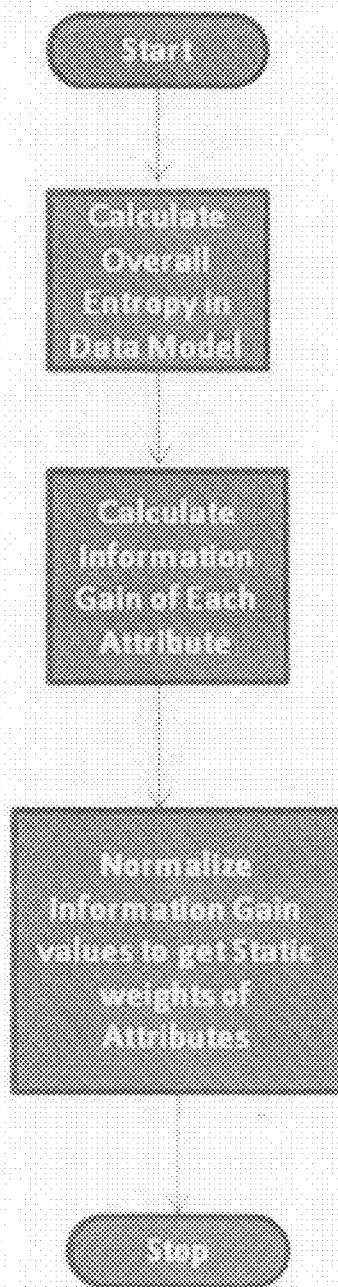 Start
Calculate
Overall
Entropy in
Data Model
Calculate
Information
Gain of Each
Attribute
Normalize
Information Gain
values to get Static
weights of
Attributes
Stop